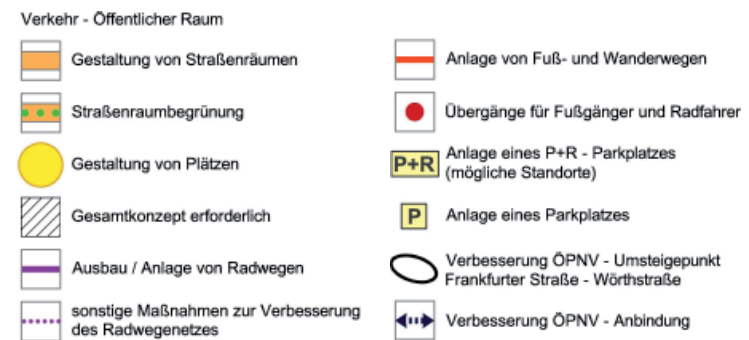 Verkehr - Öffentlicher Raum
Gestaltung von Straßenräumen
Straßenraumbegrünung
Gestaltung von Plätzen
Gesamtkonzept erforderlich
Ausbau / Anlage von Radwegen
sonstige Maßnahmen zur Verbesserung
des Radwegenetzes
Anlage von Fuß- und Wanderwegen
Übergänge für Fußgänger und Radfahrer
P+R
Anlage eines P+R - Parkplatzes
(mögliche Standorte)
P
Anlage eines Parkplatzes
Verbesserung ÖPNV - Umsteigepunkt
Frankfurter Straße - Wörthstraße
Verbesserung ÖPNV - Anbindung